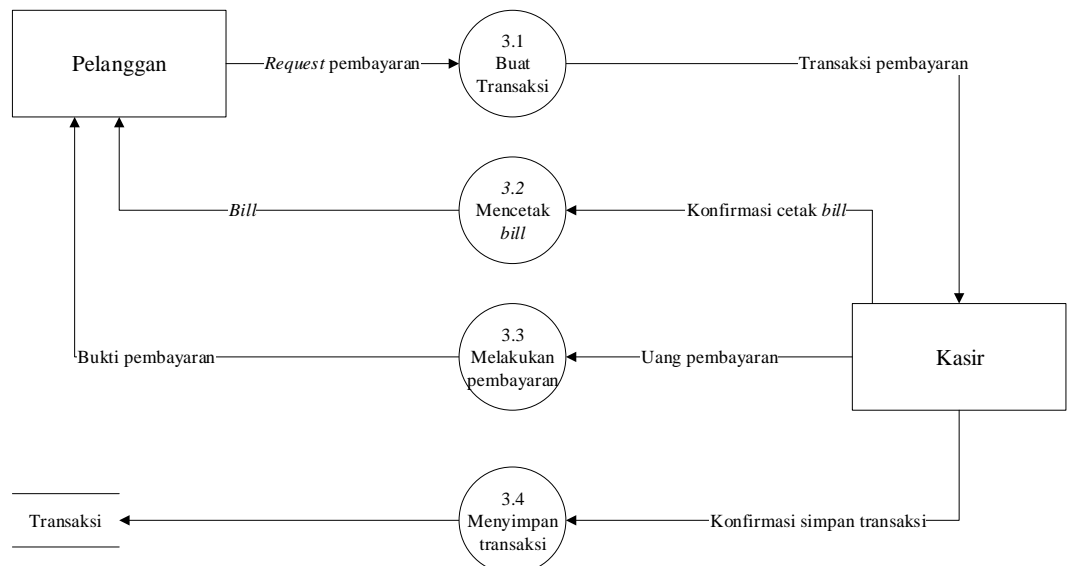 Pelanggan
Request pembayaran
3.1
Buat
Transaksi
Transaksi pembayaran
Bill
3.2
Mencetak
bill
Konfirmasi cetak bill
Bukti pembayaran
3.3
Melakukan
pembayaran
Uang pembayaran
Kasir
Transaksi
3.4
Menyimpan
transaksi
Konfirmasi simpan transaksi